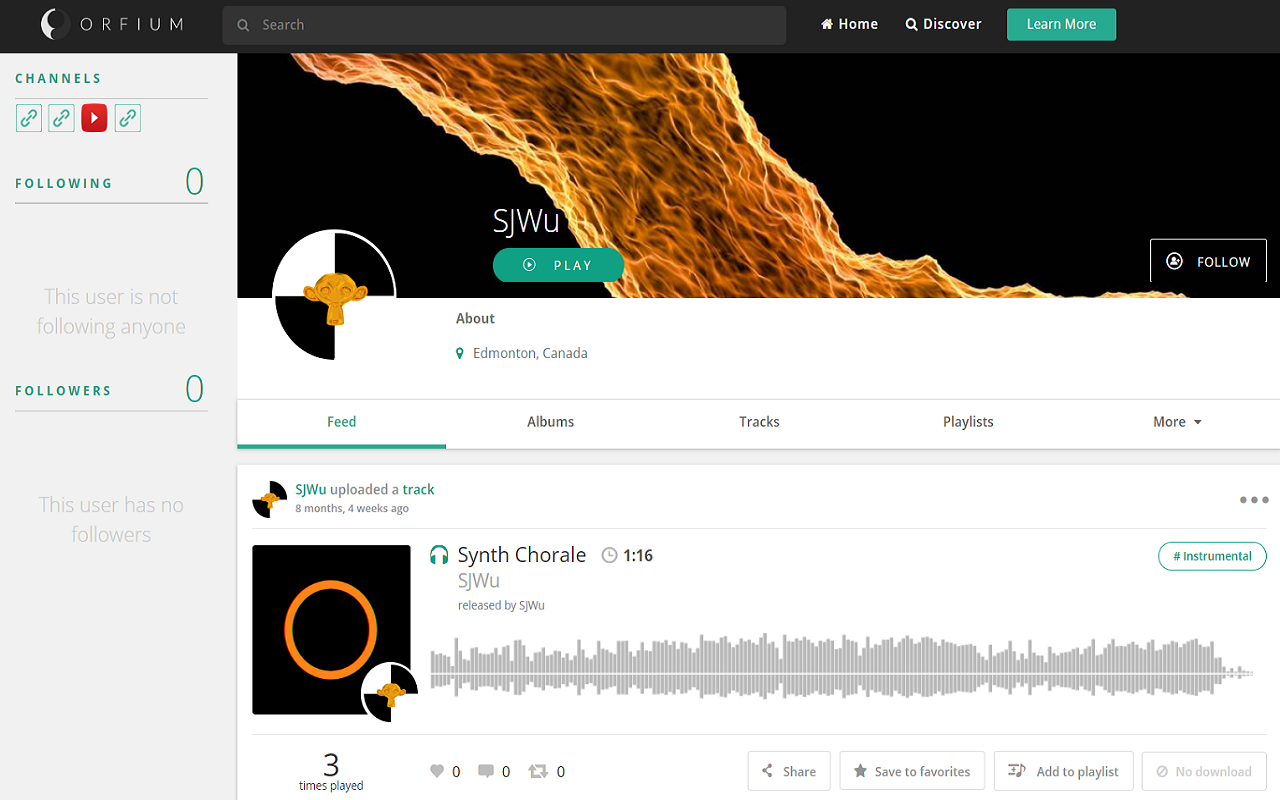 ORFIUM
Search
Home
Discover
Learn More
CHANNELS
FOLLOWING 0
This user is not
following anyone
FOLLOWERS 0
This user has no
followers
SJWu
PLAY
FOLLOW
About
Edmonton, Canada
Feed
Albums
Tracks
Playlists
More
SJWu uploaded a track
8 months, 4 weeks ago
Synth Chorale 1:16
# Instrumental
SJWu
released by SJWu
3
times played
0
0
0
Share
Save to favorites
Add to playlist
No download